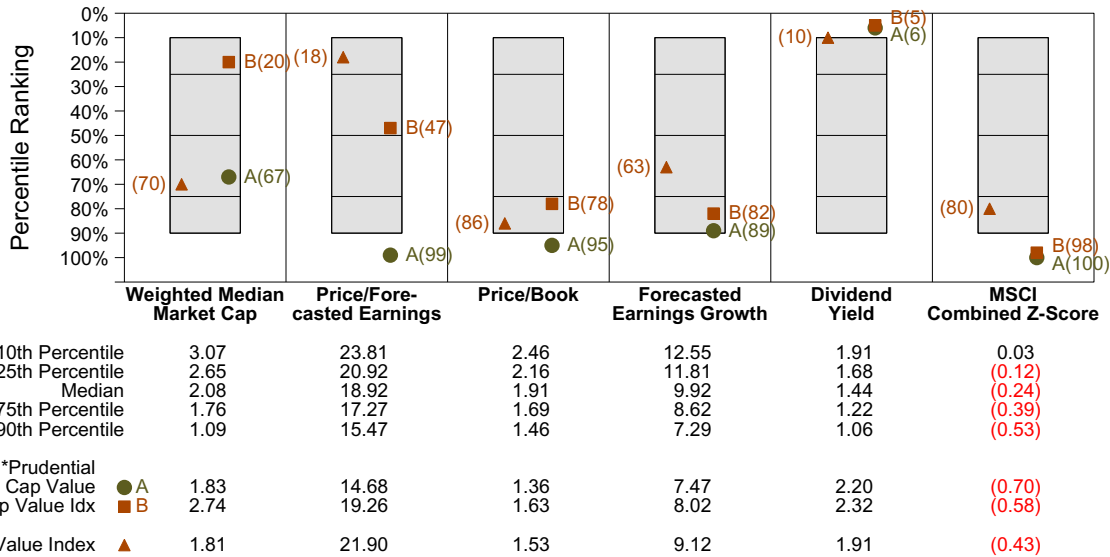 0%
10%
20%
30%
40%
50%
60%
70%
80%
90%
100%
Percentile Ranking
(70)
B(20)
A(67)
(18)
B(47)
A(99)
(86)
B(78)
A(95)
(63)
B(82)
A(89)
(10)
B(5)
A(6)
(80)
B(98)
A(100)
Weighted Median Market Cap
Price/Fore- casted Earnings
Price/Book
Forecasted Earnings Growth
Dividend Yield
MSCI Combined Z-Score
10th Percentile 3.07 23.81 2.46 12.55 1.91 0.03
25th Percentile 2.65 20.92 2.16 11.81 1.68 (0.12)
Median 2.08 18.92 1.91 9.92 1.44 (0.24)
75th Percentile 1.76 17.27 1.69 8.62 1.22 (0.39)
90th Percentile 1.09 15.47 1.46 7.29 1.06 (0.53)
*Prudential
Cap Value A 1.83 14.68 1.36 7.47 2.20 (0.70)
Value Idx B 2.74 19.26 1.63 8.02 2.32 (0.58)
Value Index 1.81 21.90 1.53 9.12 1.91 (0.43)